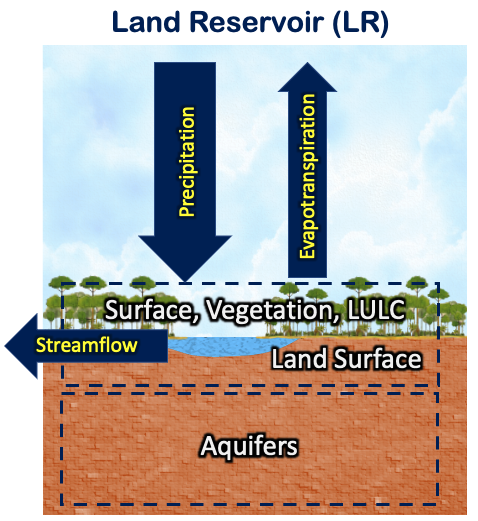 Land Reservoir (LR)
Precipitation
Evapotranspiration
Surface, Vegetation, LULC
Streamflow
Land Surface
Aquifers